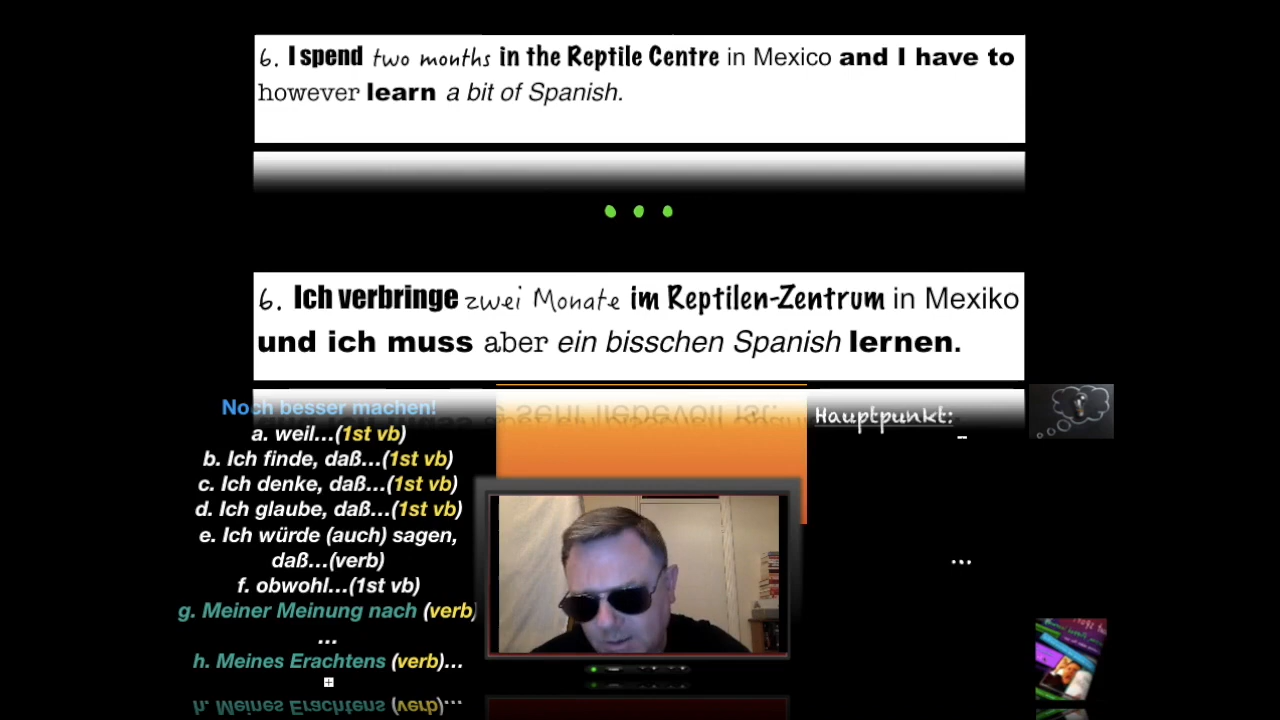 6. I spend two months in the Reptile Centre in Mexico and I have to
however learn a bit of Spanish.
6. Ich verbringe zwei Monate im Reptilen-Zentrum in Mexiko
und ich muss aber ein bisschen Spanish lernen.
Noch besser machen!
a. weil...(1st vb)
b. Ich finde, daß...(1st vb)
c. Ich denke, daß...(1st vb)
d. Ich glaube, daß...(1st vb)
e. Ich würde (auch) sagen,
daß...(verb)
f. obwohl...(1st vb)
g. Meiner Meinung nach (verb)
...
h. Meines Erachtens (verb)...
Hauptpunkt:
...